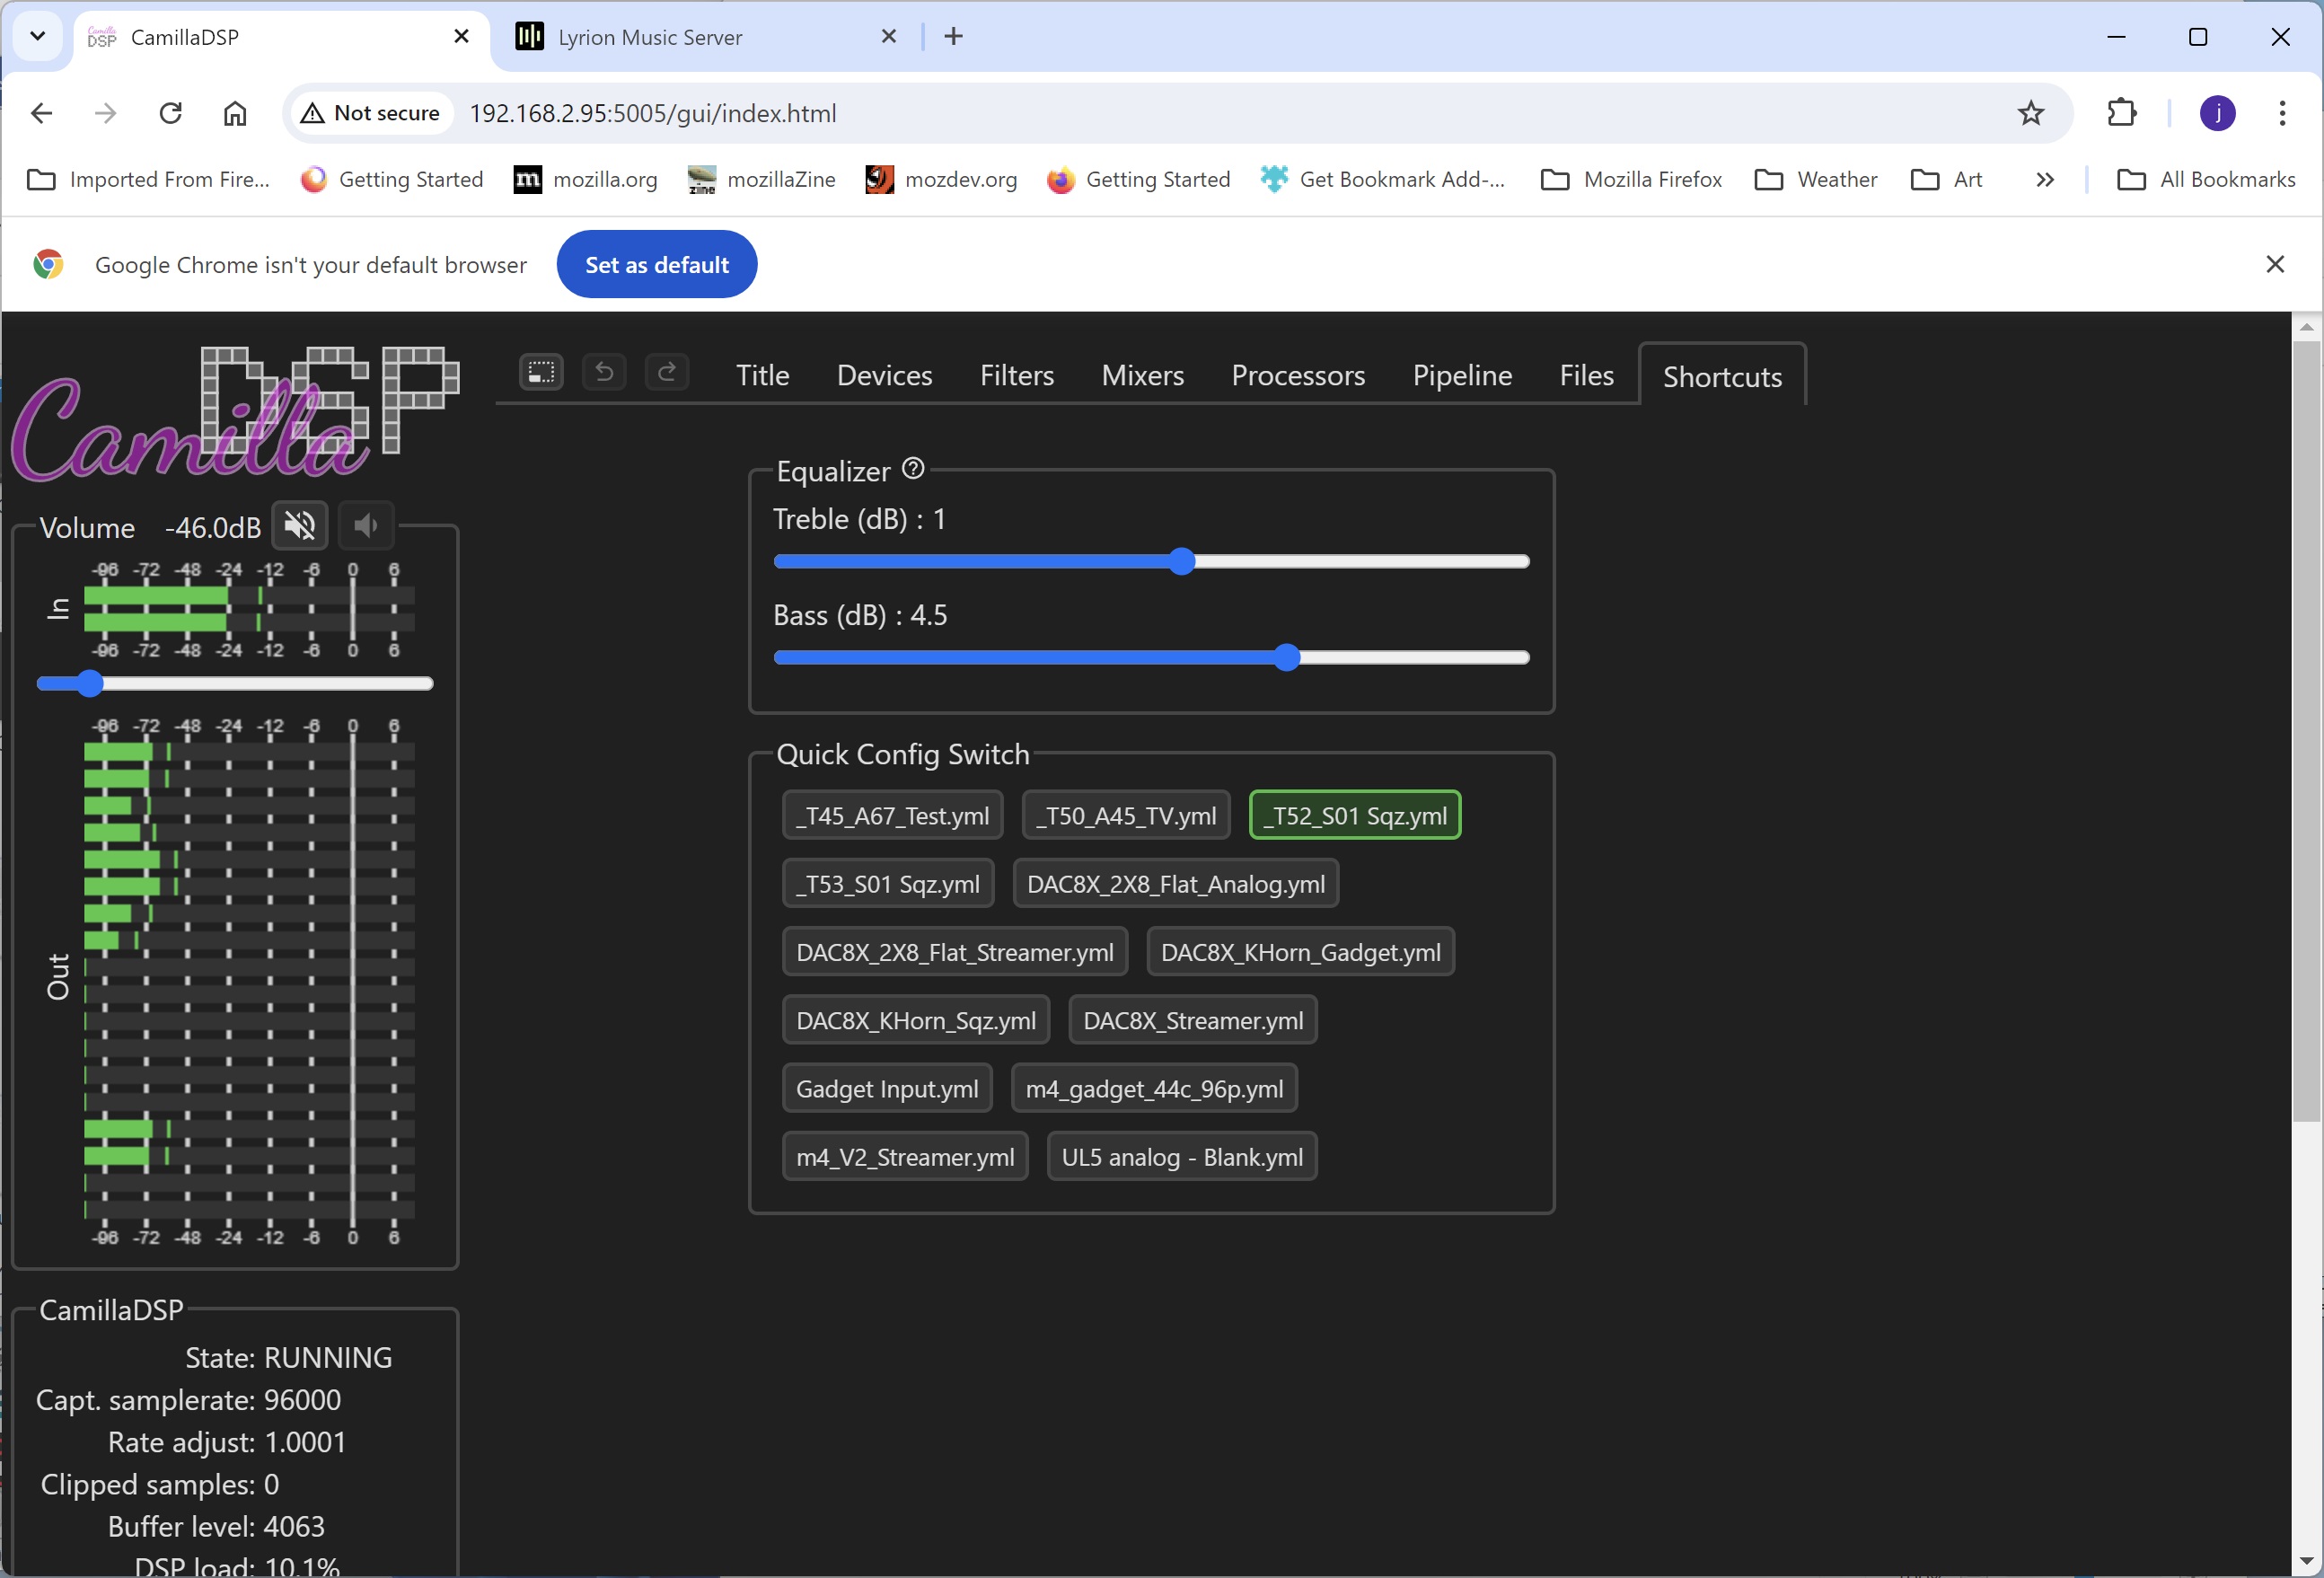 Camilla DSP CamillaDSP
Lyrion Music Server
Not secure 192.168.2.95:5005/gui/index.html j
Imported From Fire... Getting Started m mozilla.org zine mozillaZine mozdev.org Getting Started Get Bookmark Add-... Mozilla Firefox Weather Art All Bookmarks
Google Chrome isn't your default browser Set as default
Camilla DSP
Title Devices Filters Mixers Processors Pipeline Files Shortcuts
Volume -46.0dB
-96 -72 -48 -24 -12 -6 0 6
In
-96 -72 -48 -24 -12 -6 0 6
-96 -72 -48 -24 -12 -6 0 6
Out
-96 -72 -48 -24 -12 -6 0 6
CamillaDSP
State: RUNNING
Capt. samplerate: 96000
Rate adjust: 1.0001
Clipped samples: 0
Buffer level: 4063
DSP load: 10.1%
Equalizer ?
Treble (dB) : 1
Bass (dB) : 4.5
Quick Config Switch
_T45_A67_Test.yml _T50_A45_TV.yml _T52_S01 Sqz.yml
_T53_S01 Sqz.yml DAC8X_2X8_Flat_Analog.yml
DAC8X_2X8_Flat_Streamer.yml DAC8X_KHorn_Gadget.yml
DAC8X_KHorn_Sqz.yml DAC8X_Streamer.yml
Gadget Input.yml m4_gadget_44c_96p.yml
m4_V2_Streamer.yml UL5 analog - Blank.yml